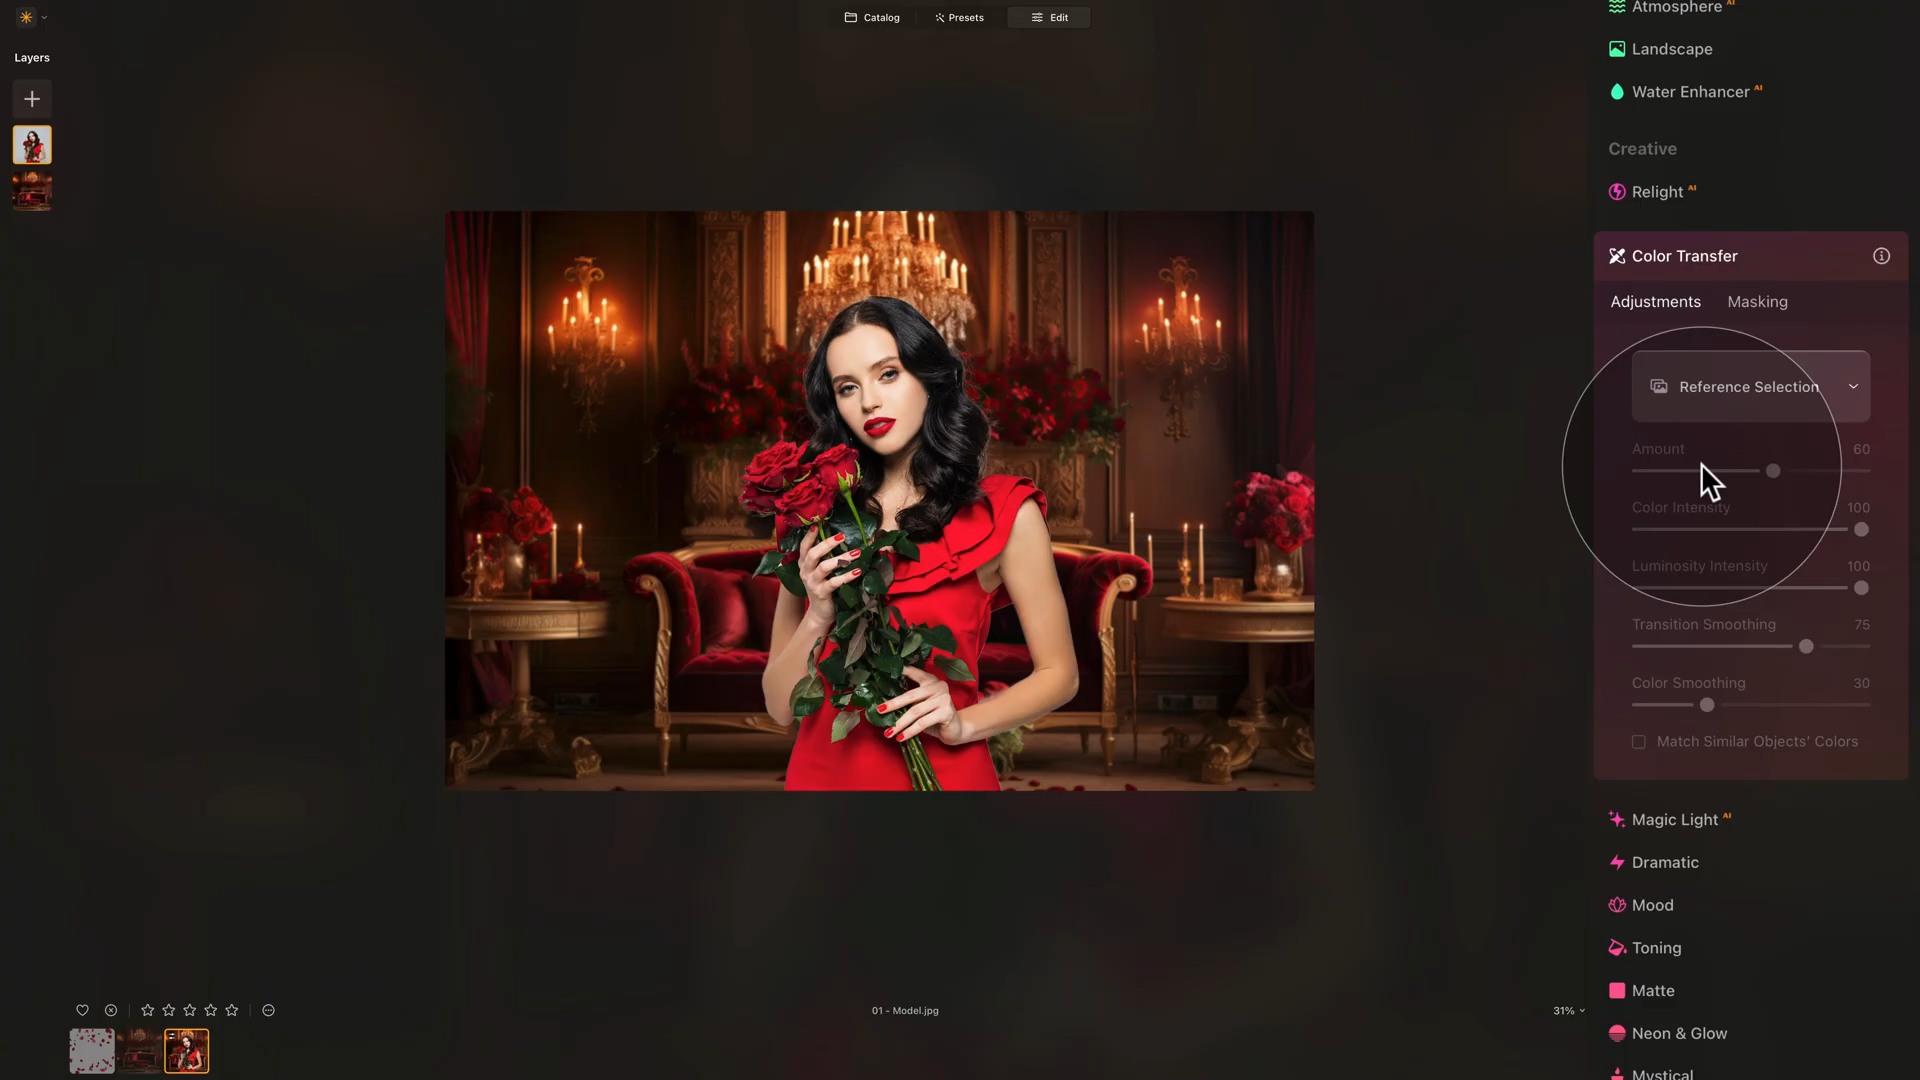 Catalog
Presets
Edit
Layers
Atmosphere AI
Landscape
Water Enhancer AI
Creative
Relight AI
Color Transfer
Adjustments
Masking
Reference Selection
Amount 60
Color Intensity 100
Luminosity Intensity 100
Transition Smoothing 75
Color Smoothing 30
Match Similar Objects' Colors
Magic Light AI
Dramatic
Mood
Toning
Matte
Neon & Glow
Mystical
01 - Model.jpg
31%